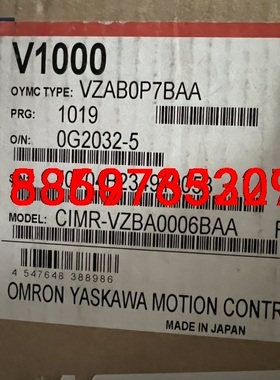 V1000
OYMC TYPE: VZAB0P7BAA
PRG: 1019
O/N: 0G2032-5
MODEL: CIMR-VZBA0006BAA
4 547648 388986
OMRON YASKAWA MOTION CONTR
MADE IN JAPAN